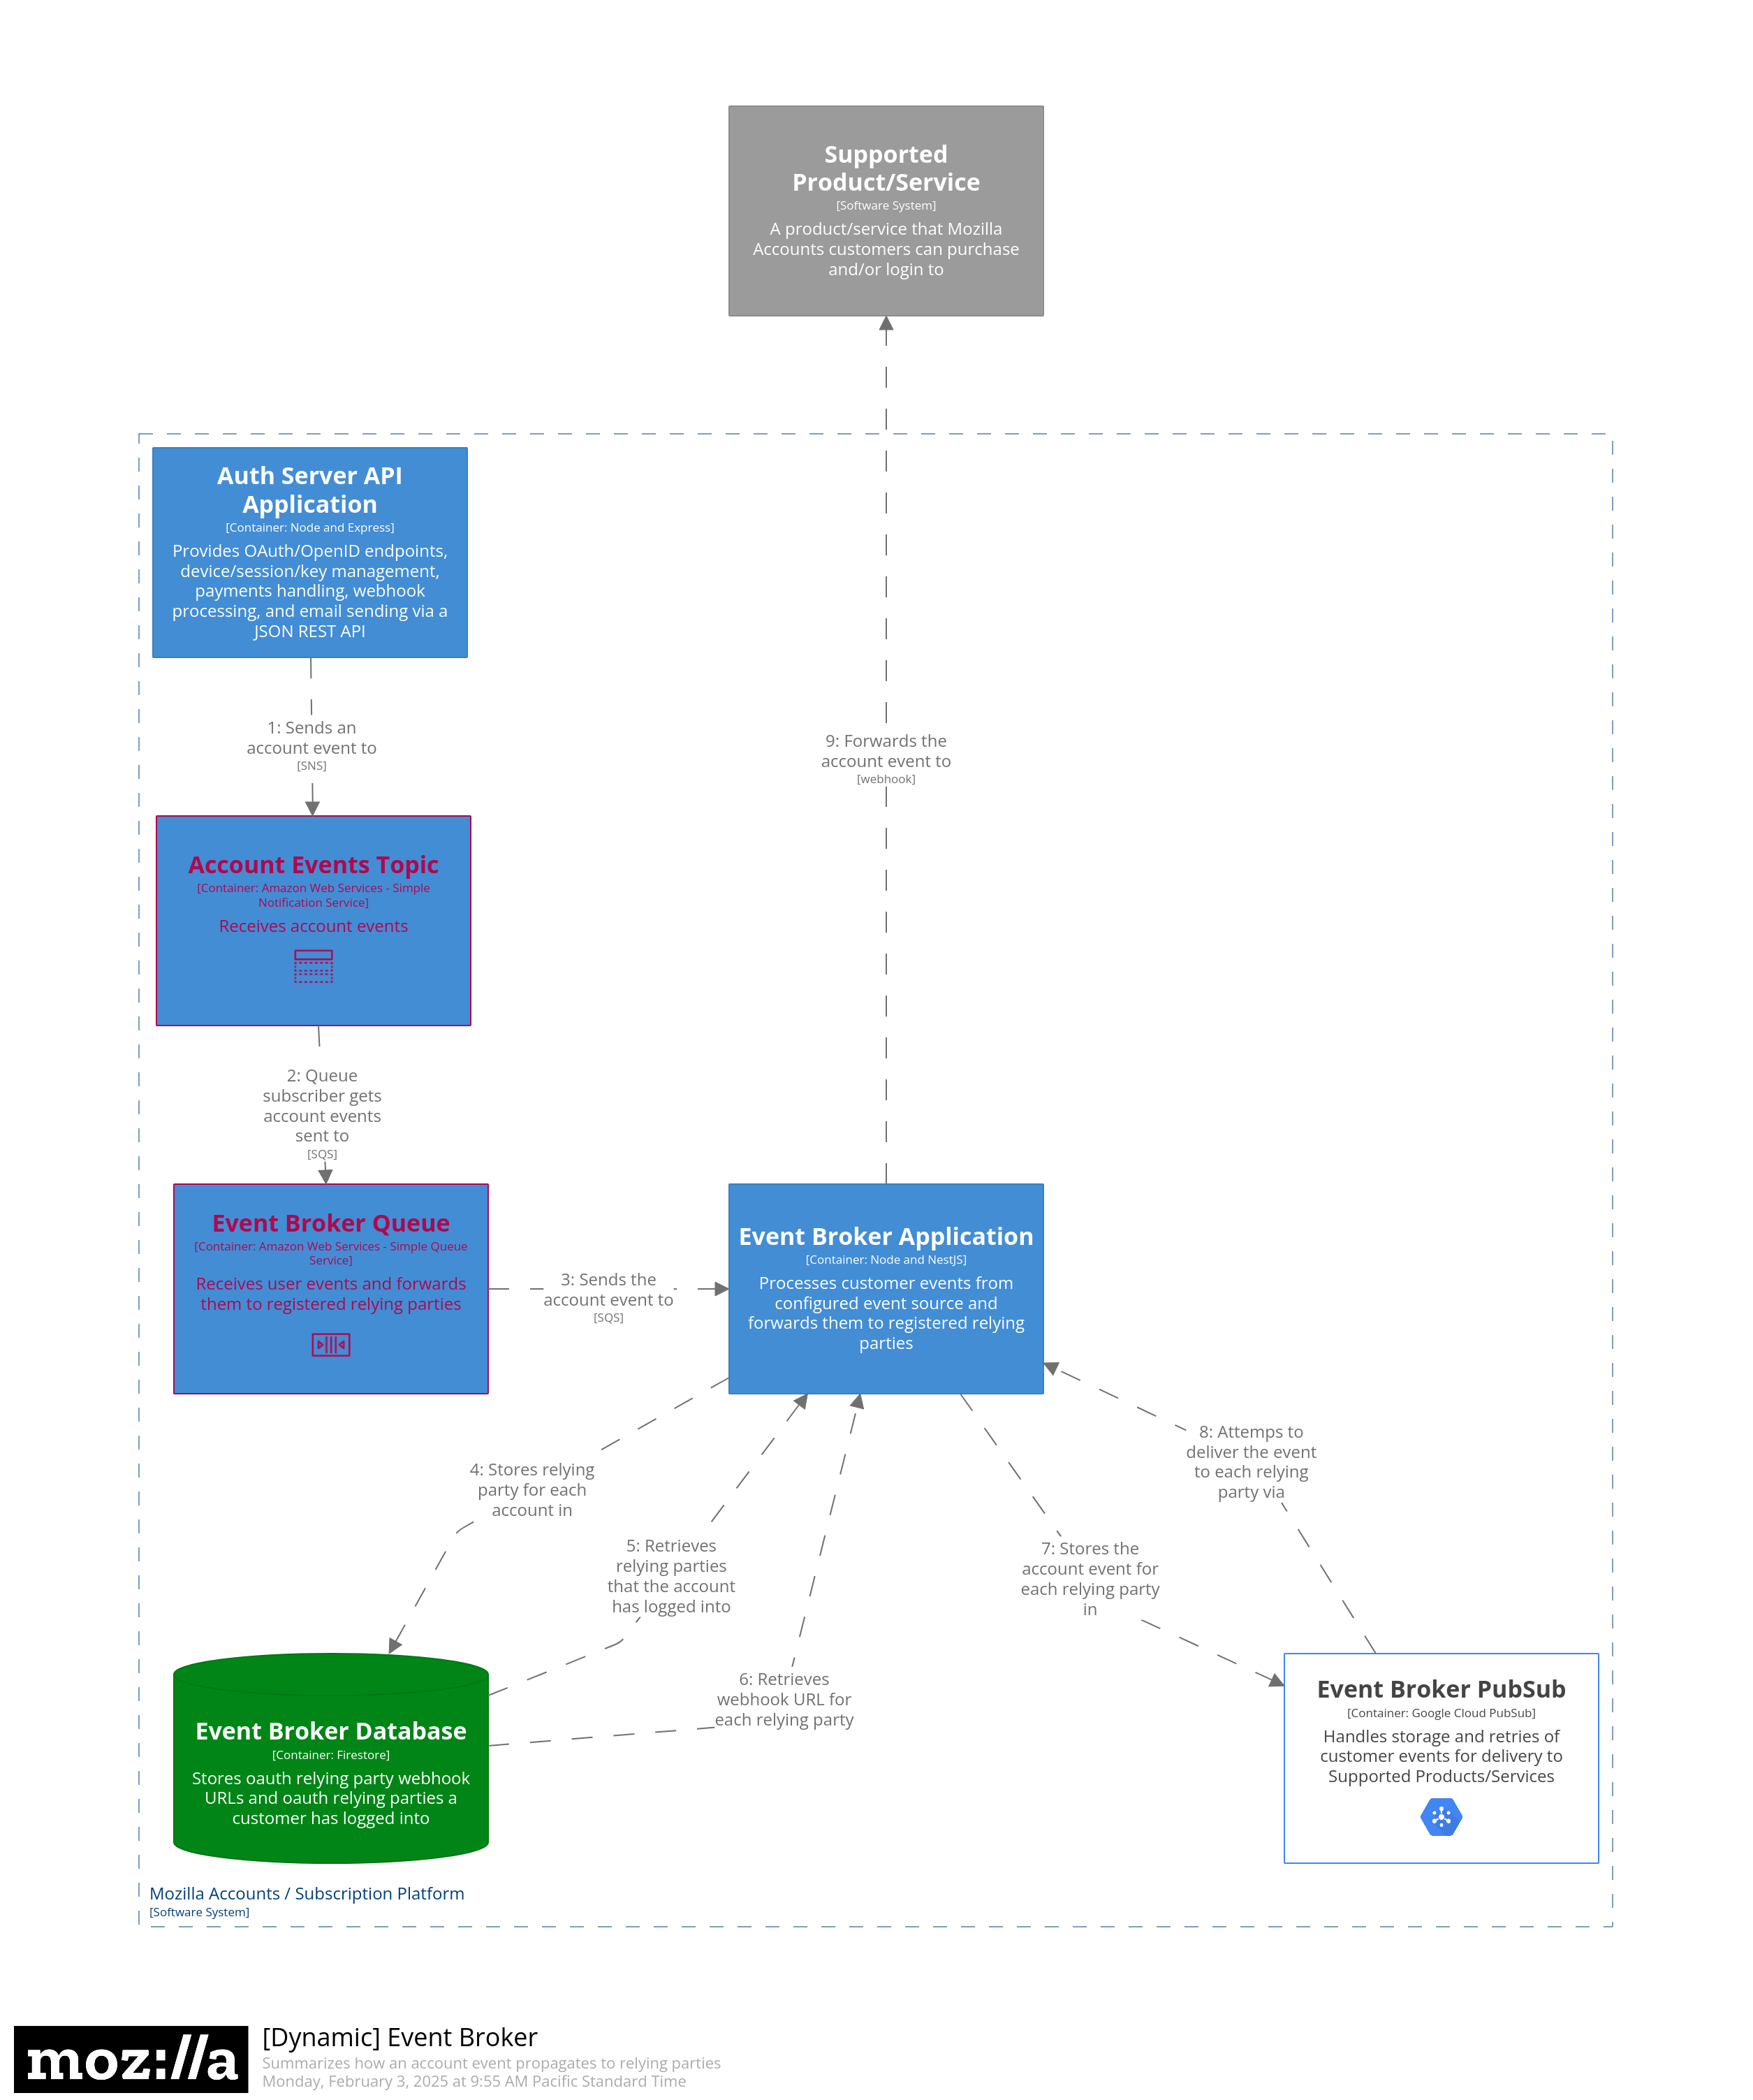 Supported
Product/Service
[Software System]
A product/service that Mozilla
Accounts customers can purchase
and/or login to
Auth Server API
Application
[Container: Node and Express]
Provides OAuth/OpenID endpoints,
device/session/key management,
payments handling, webhook
processing, and email sending via a
JSON REST API
1: Sends an
account event to
[SNS]
9: Forwards the
account event to
[webhook]
Account Events Topic
[Container: Amazon Web Services - Simple
Notification Service]
Receives account events
2: Queue
subscriber gets
account events
sent to
[SQS]
Event Broker Queue
[Container: Amazon Web Services - Simple Queue
Service]
Receives user events and forwards
them to registered relying parties
3: Sends the
account event to
[SQS]
Event Broker Application
[Container: Node and NestJS]
Processes customer events from
configured event source and
forwards them to registered relying
parties
4: Stores relying
party for each
account in
5: Retrieves
relying parties
that the account
has logged into
6: Retrieves
webhook URL for
each relying party
7: Stores the
account event for
each relying party
in
8: Attemps to
deliver the event
to each relying
party via
Event Broker Database
[Container: Firestore]
Stores oauth relying party webhook
URLs and oauth relying parties a
customer has logged into
Event Broker PubSub
[Container: Google Cloud PubSub]
Handles storage and retries of
customer events for delivery to
Supported Products/Services
Mozilla Accounts / Subscription Platform
[Software System]
moz://a
[Dynamic] Event Broker
Summarizes how an account event propagates to relying parties
Monday, February 3, 2025 at 9:55 AM Pacific Standard Time